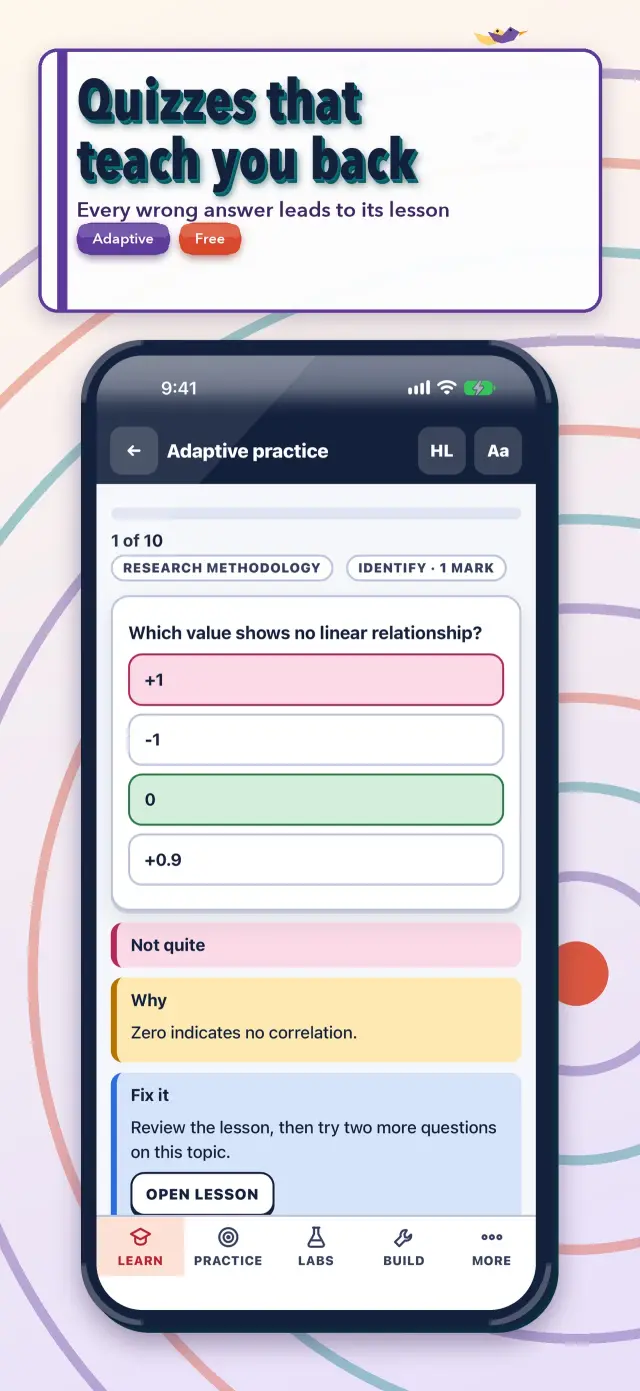 Quizzes that
teach you back
Every wrong answer leads to its lesson
Adaptive Free
9:41
Adaptive practice HL Aa
1 of 10
RESEARCH METHODOLOGY IDENTIFY · 1 MARK
Which value shows no linear relationship?
+1
-1
0
+0.9
Not quite
Why
Zero indicates no correlation.
Fix it
Review the lesson, then try two more questions
on this topic.
OPEN LESSON
LEARN PRACTICE LABS BUILD MORE